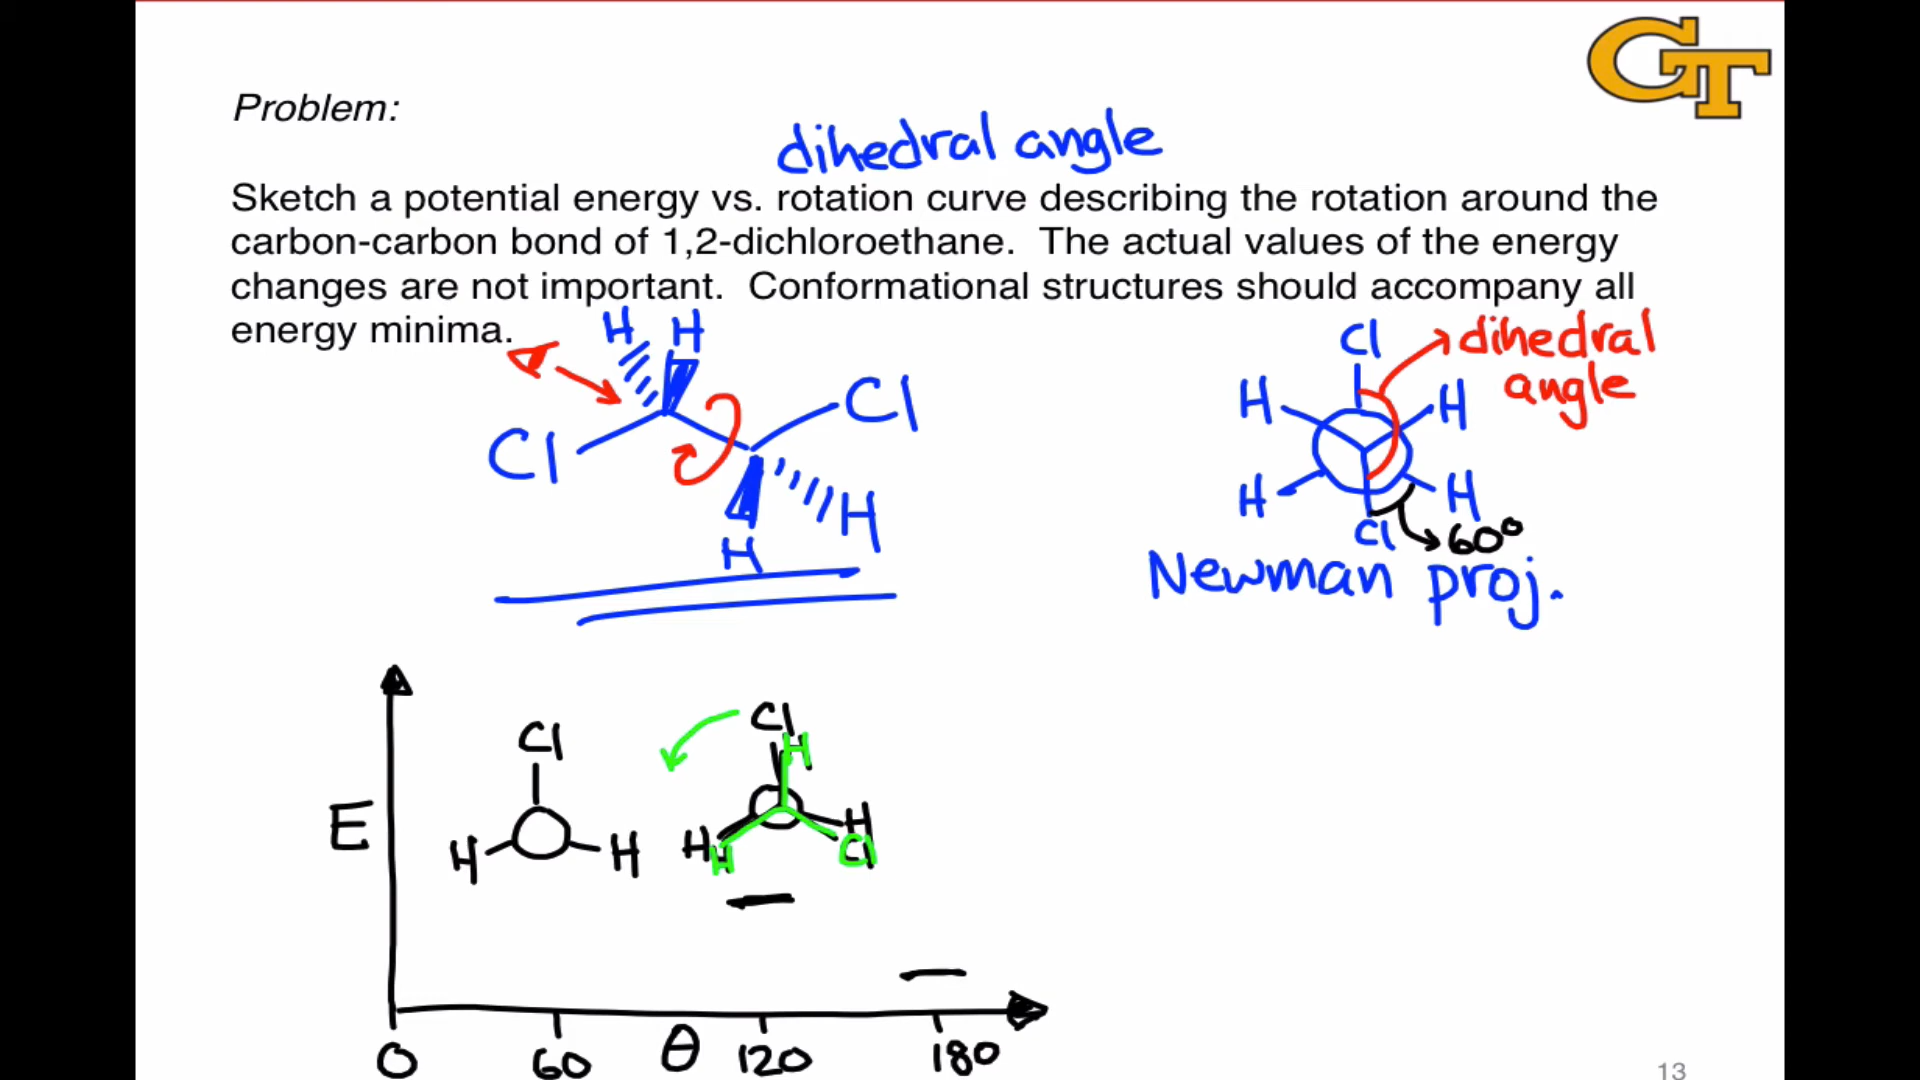 GT
Problem:
dihedral angle
Sketch a potential energy vs. rotation curve describing the rotation around the
carbon-carbon bond of 1,2-dichloroethane. The actual values of the energy
changes are not important. Conformational structures should accompany all
energy minima.
H H
Cl
Cl
H
H
Cl
dihedral
angle
H H
H H
Cl
60°
Newman proj.
E
Cl
H H
Cl
H
H H
H Cl
0 60 θ 120 180
13